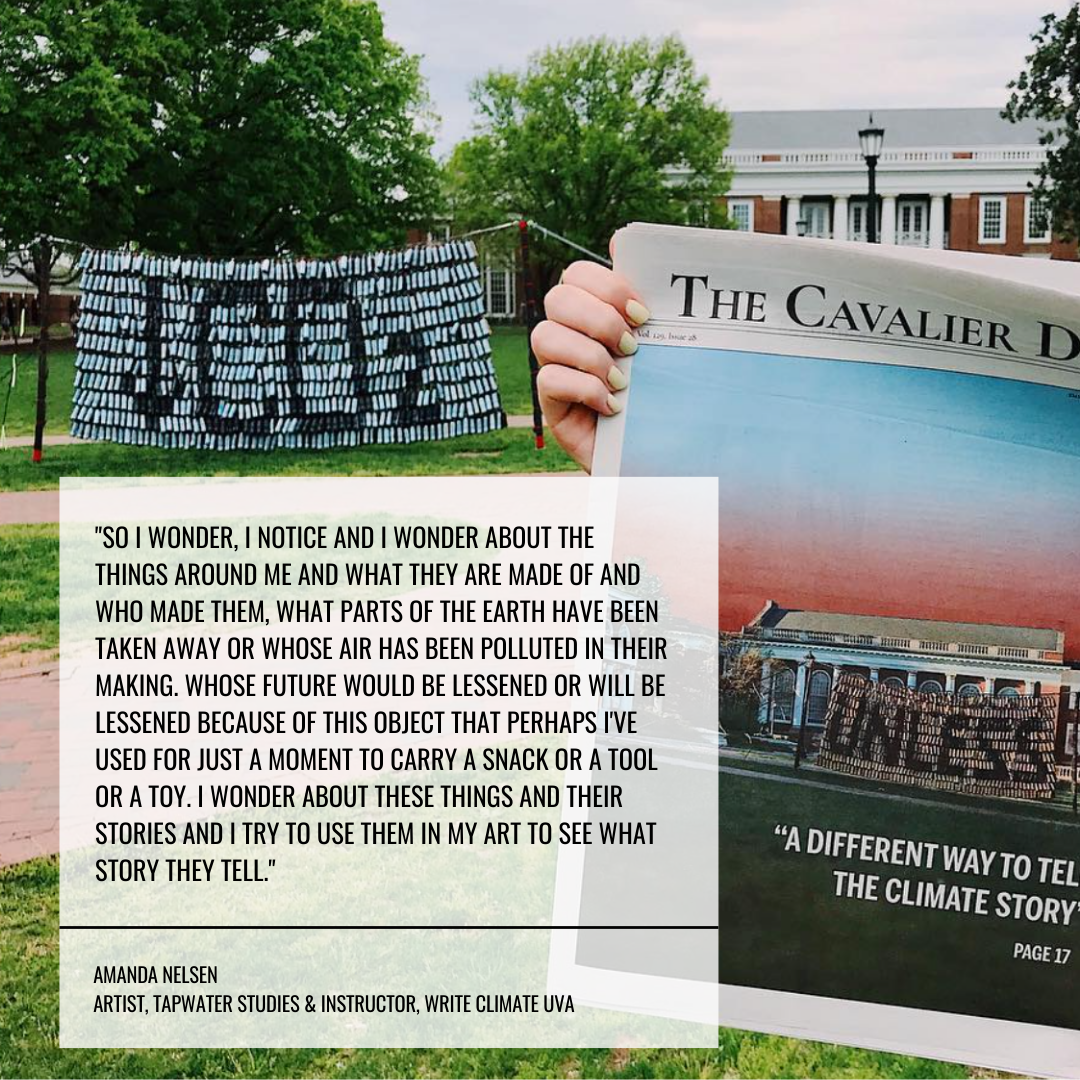 THE CAVALIER D
Vol. 129, Issue 28
UNLESS
"A DIFFERENT WAY TO TEL
THE CLIMATE STORY"
PAGE 17
"SO I WONDER, I NOTICE AND I WONDER ABOUT THE
THINGS AROUND ME AND WHAT THEY ARE MADE OF AND
WHO MADE THEM, WHAT PARTS OF THE EARTH HAVE BEEN
TAKEN AWAY OR WHOSE AIR HAS BEEN POLLUTED IN THEIR
MAKING. WHOSE FUTURE WOULD BE LESSENED OR WILL BE
LESSENED BECAUSE OF THIS OBJECT THAT PERHAPS I'VE
USED FOR JUST A MOMENT TO CARRY A SNACK OR A TOOL
OR A TOY. I WONDER ABOUT THESE THINGS AND THEIR
STORIES AND I TRY TO USE THEM IN MY ART TO SEE WHAT
STORY THEY TELL."
AMANDA NELSEN
ARTIST, TAPWATER STUDIES & INSTRUCTOR, WRITE CLIMATE UVA